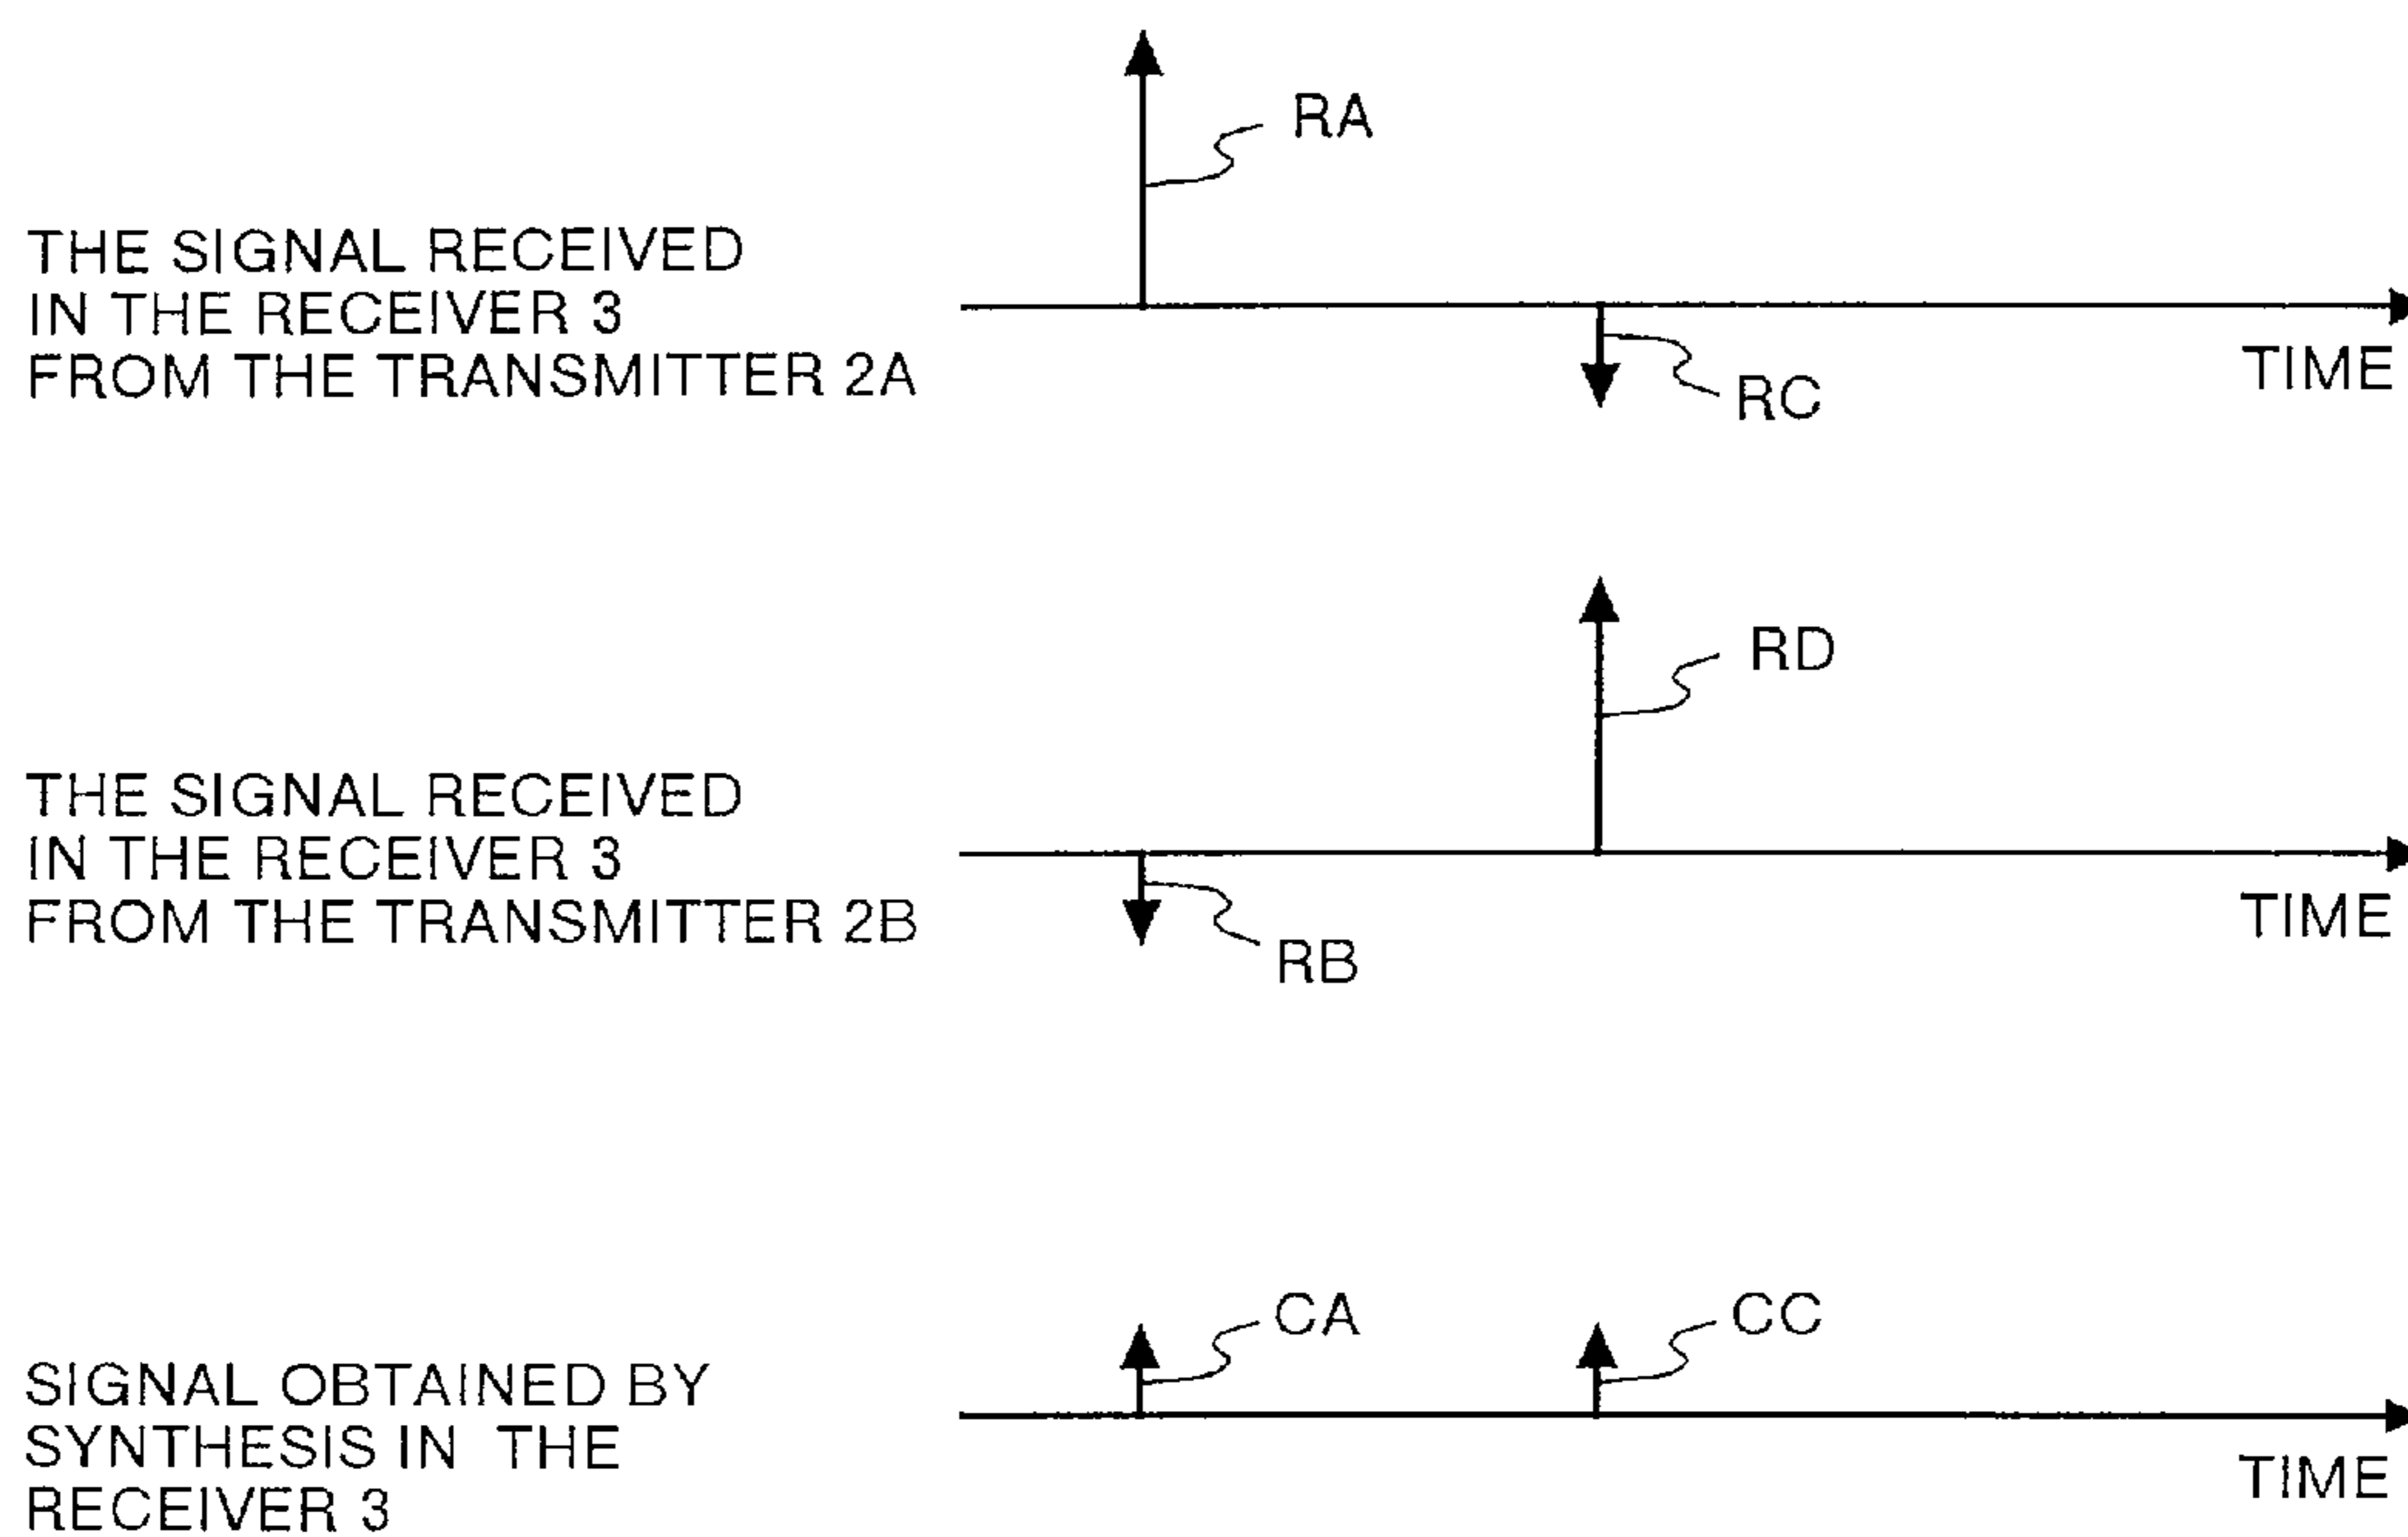 RA
THE SIGNAL RECEIVED
IN THE RECEIVER 3
FROM THE TRANSMITTER 2A
TIME
RC
RD
THE SIGNAL RECEIVED
IN THE RECEIVER 3
FROM THE TRANSMITTER 2B
TIME
RB
CA
CC
SIGNAL OBTAINED BY
SYNTHESIS IN THE
RECEIVER 3
TIME